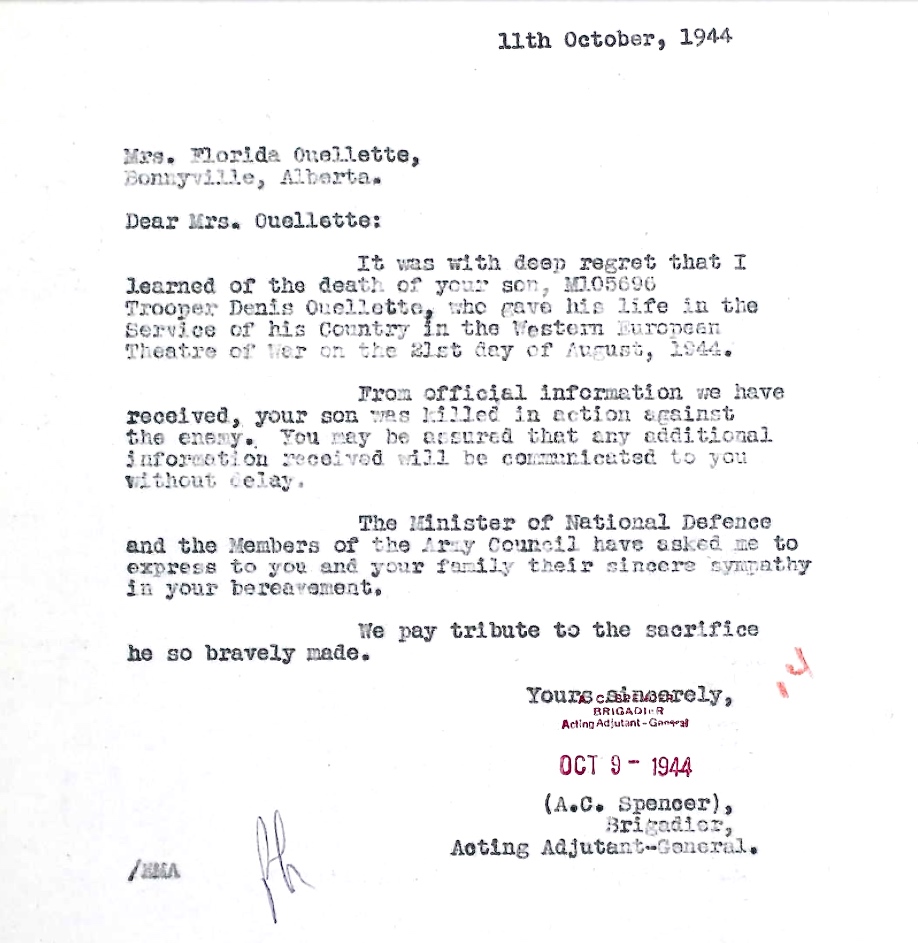 11th October, 1944
Mrs. Florida Ouellette,
Bonnyville, Alberta.
Dear Mrs. Ouellette:
It was with deep regret that I
learned of the death of your son, M105696
Trooper Denis Ouellette, who gave his life in the
Service of his Country in the Western European
Theatre of War on the 21st day of August, 1944.
From official information we have
received, your son was killed in action against
the enemy. You may be assured that any additional
information received will be communicated to you
without delay.
The Minister of National Defence
and the Members of the Army Council have asked me to
express to you and your family their sincere sympathy
in your bereavement.
We pay tribute to the sacrifice
he so bravely made.
Yours sincerely,
BRIGADIER
Acting Adjutant-General
OCT 9 - 1944
(A.C. Spencer),
Brigadier,
Acting Adjutant-General.